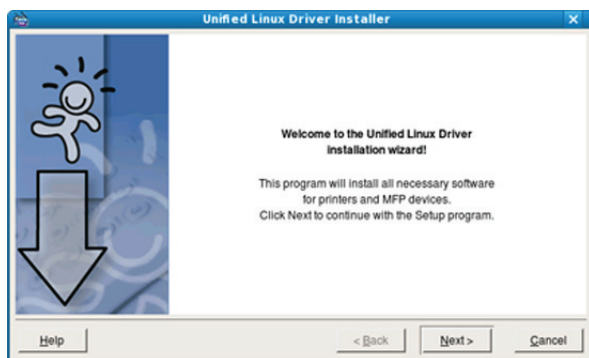 Unified Linux Driver Installer
Welcome to the Unified Linux Driver
installation wizard!
This program will install all necessary software
for printers and MFP devices.
Click Next to continue with the Setup program.
Help
< Back
Next >
Cancel